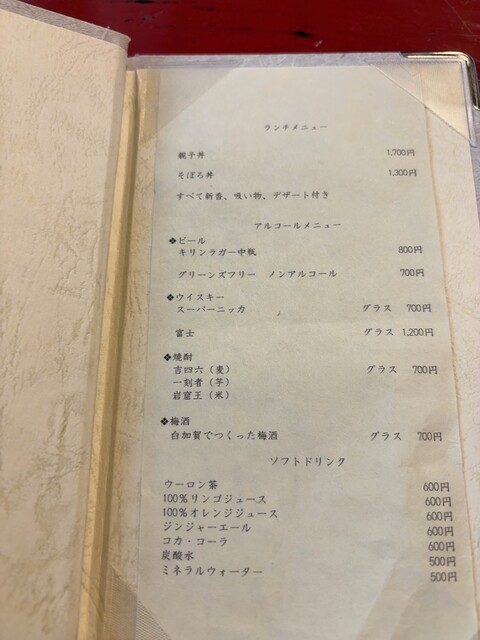 ランチメニュー
親子丼 1,700円
そぼろ丼 1,300円
すべて新香、吸い物、デザート付き
アルコールメニュー
❖ビール
キリンラガー中瓶 800円
グリーンズフリー ノンアルコール 700円
❖ウイスキー
スーパーニッカ グラス 700円
富士 グラス 1,200円
❖焼酎
吉四六（麦） グラス 700円
一刻者（芋）
岩窟王（米）
❖梅酒
白加賀でつくった梅酒 グラス 700円
ソフトドリンク
ウーロン茶 600円
100％リンゴジュース 600円
100％オレンジジュース 600円
ジンジャーエール 600円
コカ・コーラ 600円
炭酸水 500円
ミネラルウォーター 500円